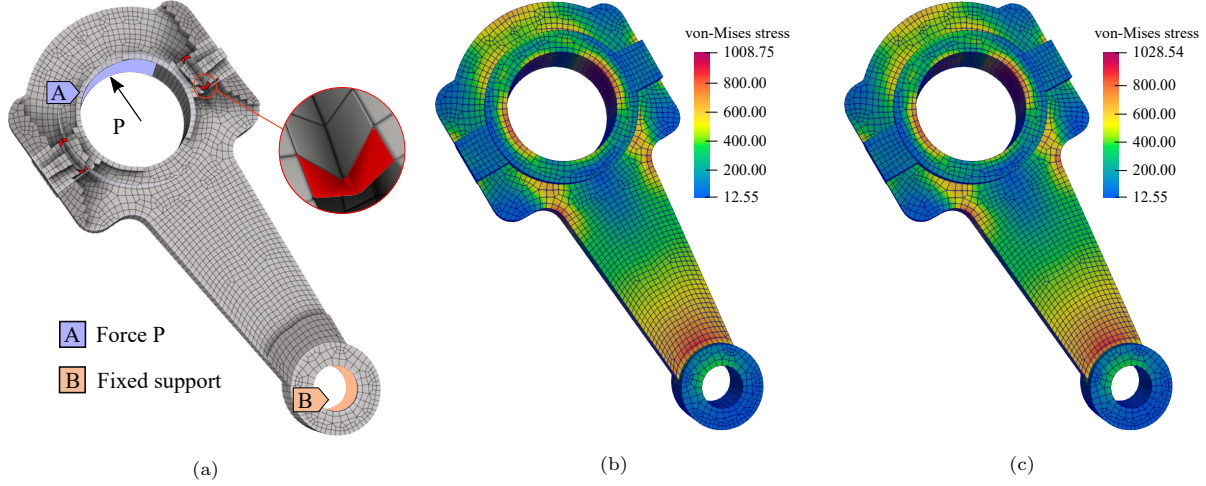 A
P
A Force P
B Fixed support
B
(a)
von-Mises stress
1008.75
800.00
600.00
400.00
200.00
12.55
(b)
von-Mises stress
1028.54
800.00
600.00
400.00
200.00
12.55
(c)